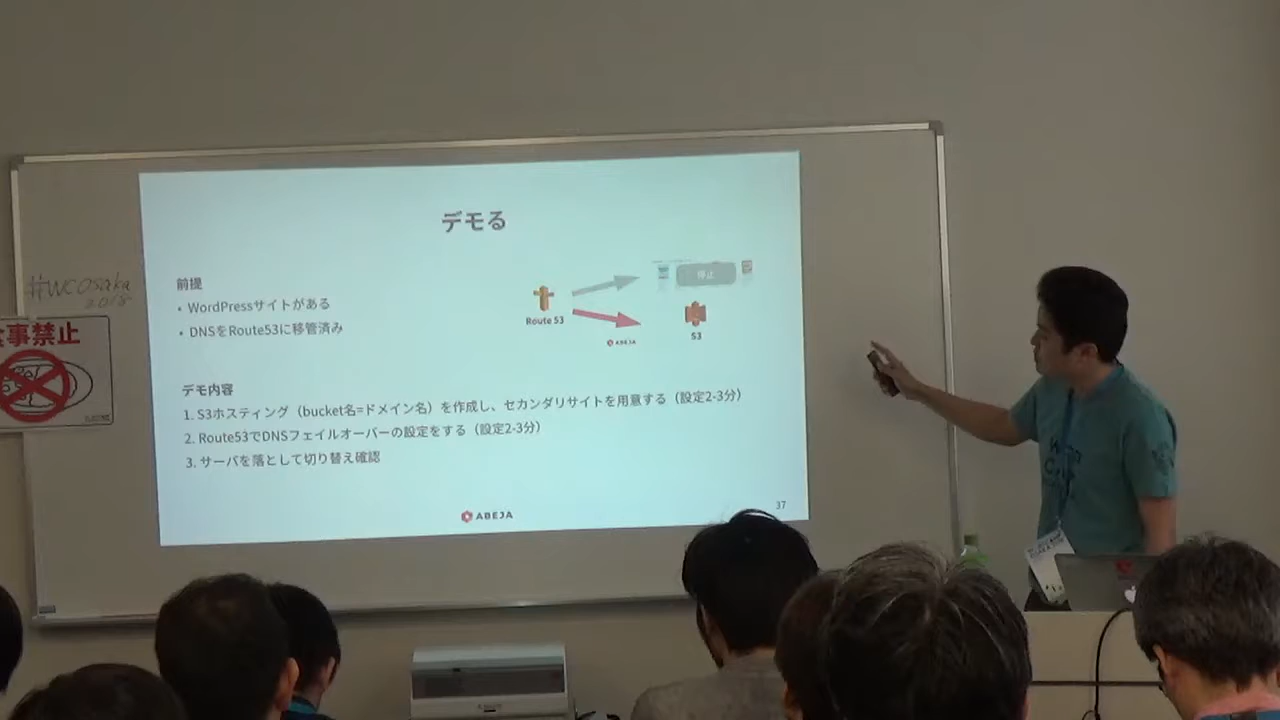 デモる
前提
• WordPressサイトがある
• DNSをRoute53に移管済み
停止
Route 53
S3
ABEJA
デモ内容
1. S3ホスティング（bucket名=ドメイン名）を作成し、セカンダリサイトを用意する（設定2-3分）
2. Route53でDNSフェイルオーバーの設定をする（設定2-3分）
3. サーバを落として切り替え確認
ABEJA
37
#WCOsaka
2018
食事禁止